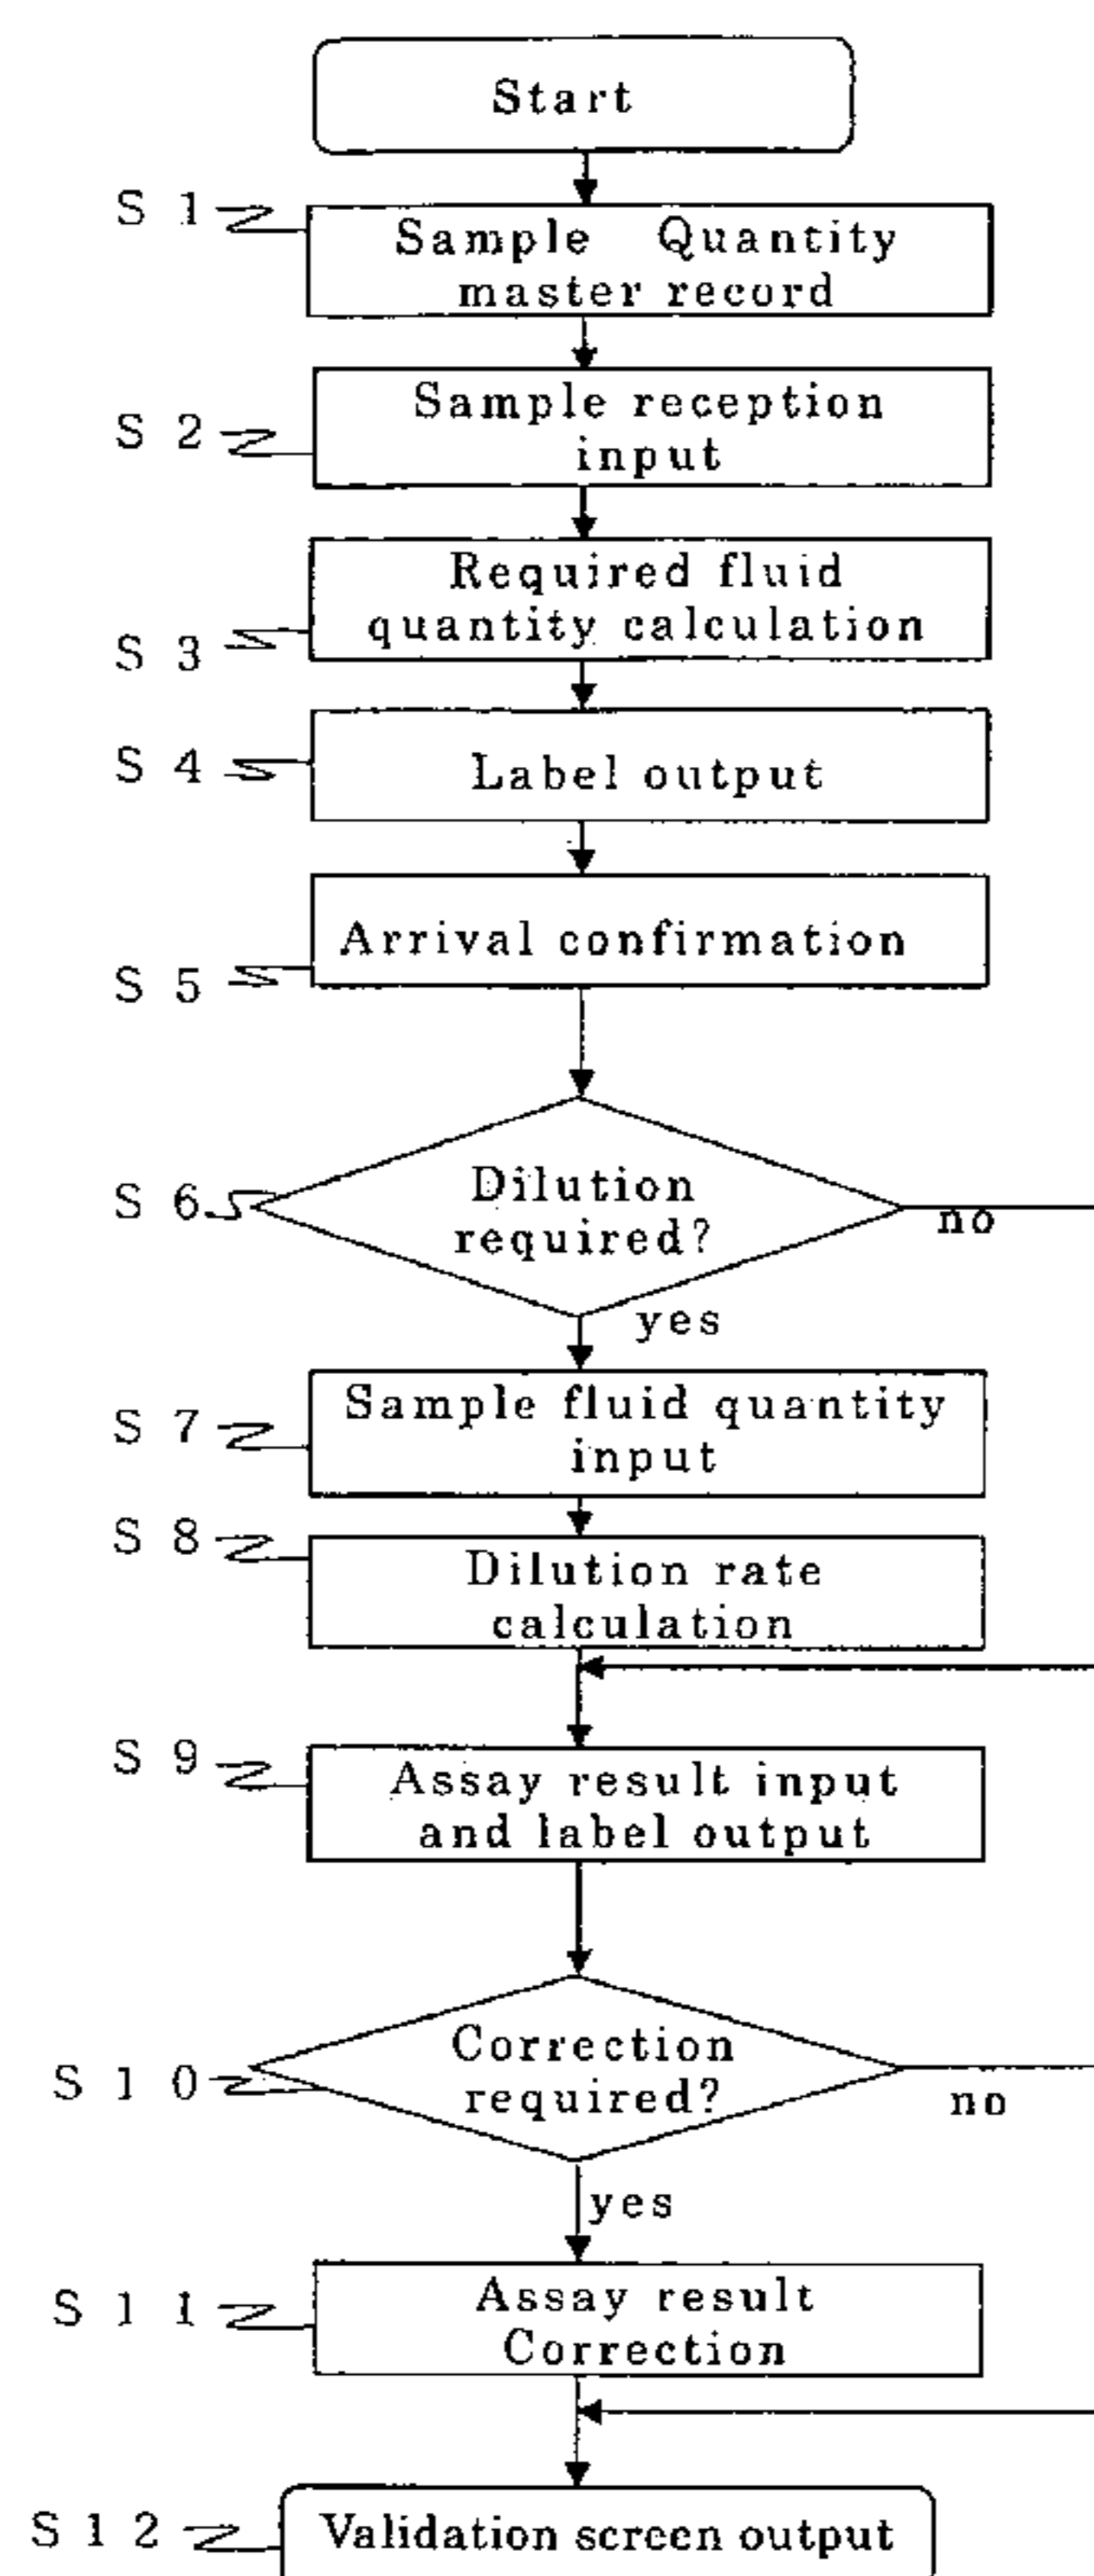 Start
S 1
Sample Quantity
master record
S 2
Sample reception
input
S 3
Required fluid
quantity calculation
S 4
Label output
S 5
Arrival confirmation
S 6
Dilution
required?
no
yes
S 7
Sample fluid quantity
input
S 8
Dilution rate
calculation
S 9
Assay result input
and label output
S 1 0
Correction
required?
no
yes
S 1 1
Assay result
Correction
S 1 2
Validation screen output